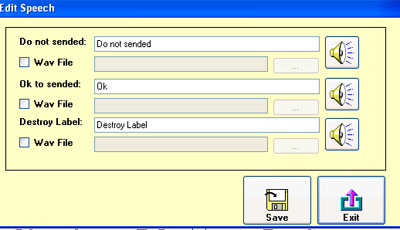 Edit Speech
Do not sended: Do not sended
Wav File ...
Ok to sended: Ok
Wav File ...
Destroy Label: Destroy Label
Wav File ...
Save Exit